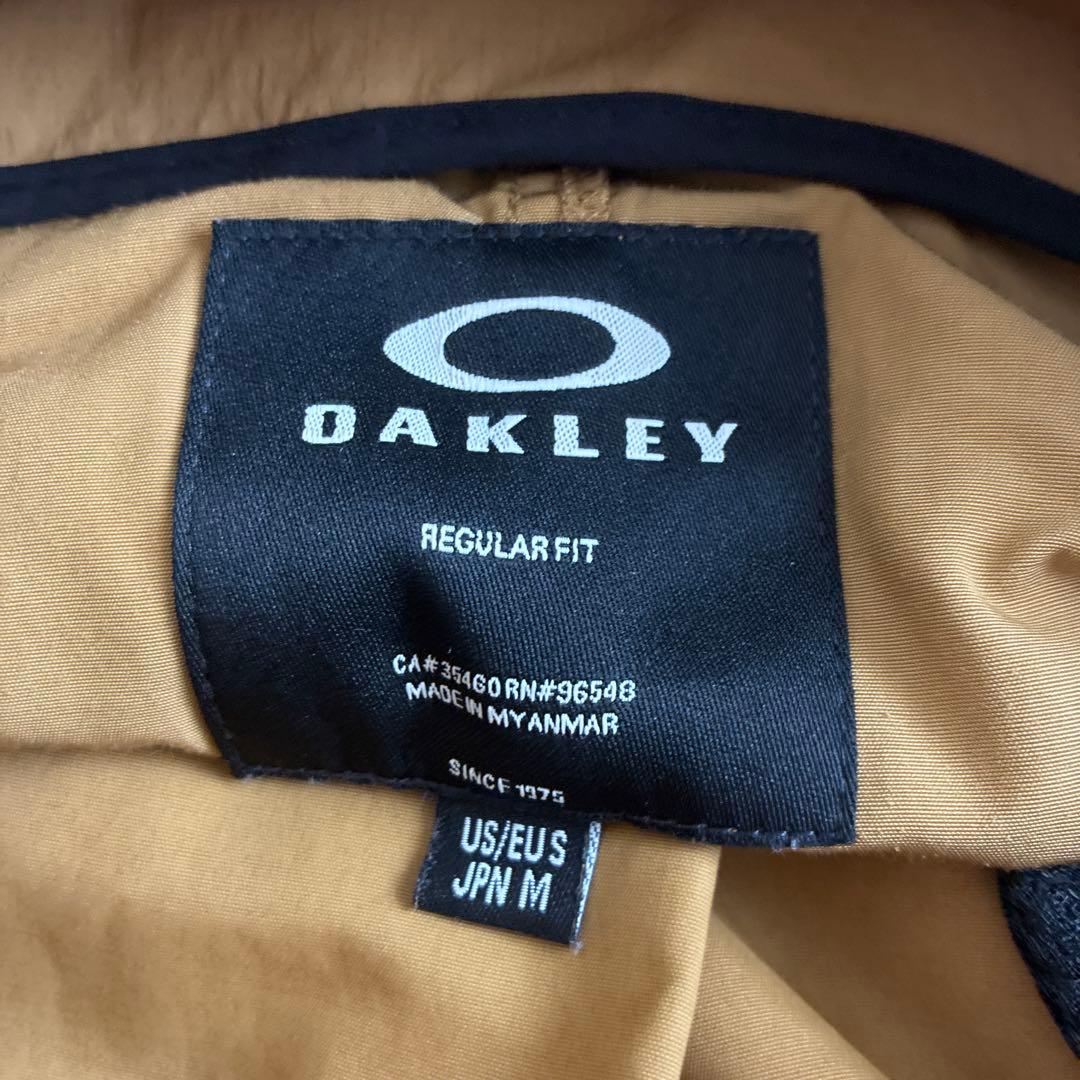 OAKLEY
REGULAR FIT
CA#35460 RN#96548
MADE IN MYANMAR
SINCE 1975
US/EU S
JPN M